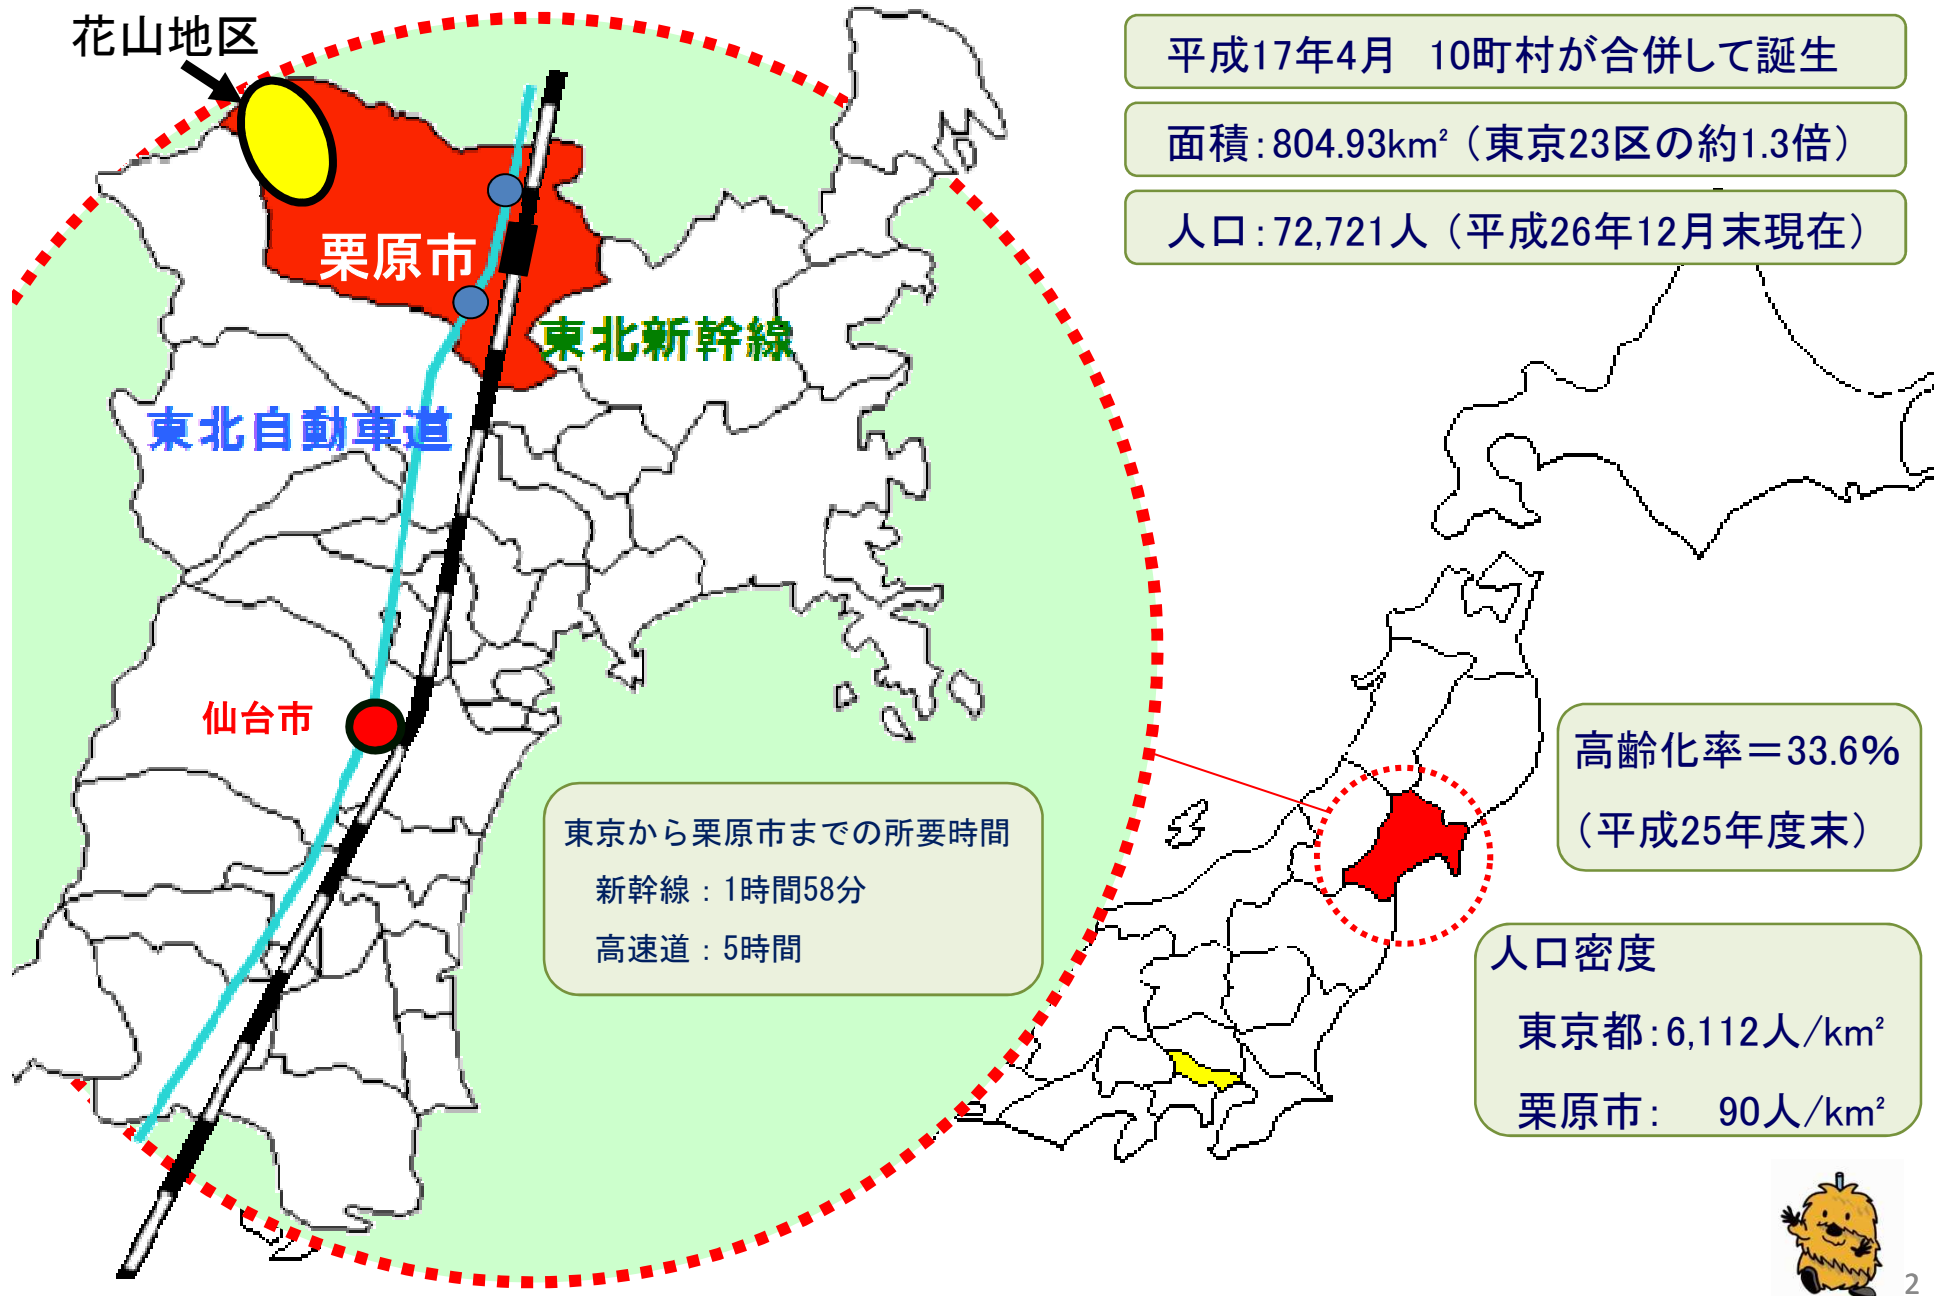 花山地区
平成17年4月 10町村が合併して誕生
面積:804.93km²(東京23区の約1.3倍)
人口:72,721人(平成26年12月末現在)
栗原市
東北新幹線
東北自動車道
仙台市
東京から栗原市までの所要時間
新幹線:1時間58分
高速道:5時間
高齢化率=33.6%
(平成25年度末)
人口密度
東京都:6,112人/km²
栗原市: 90人/km²
2